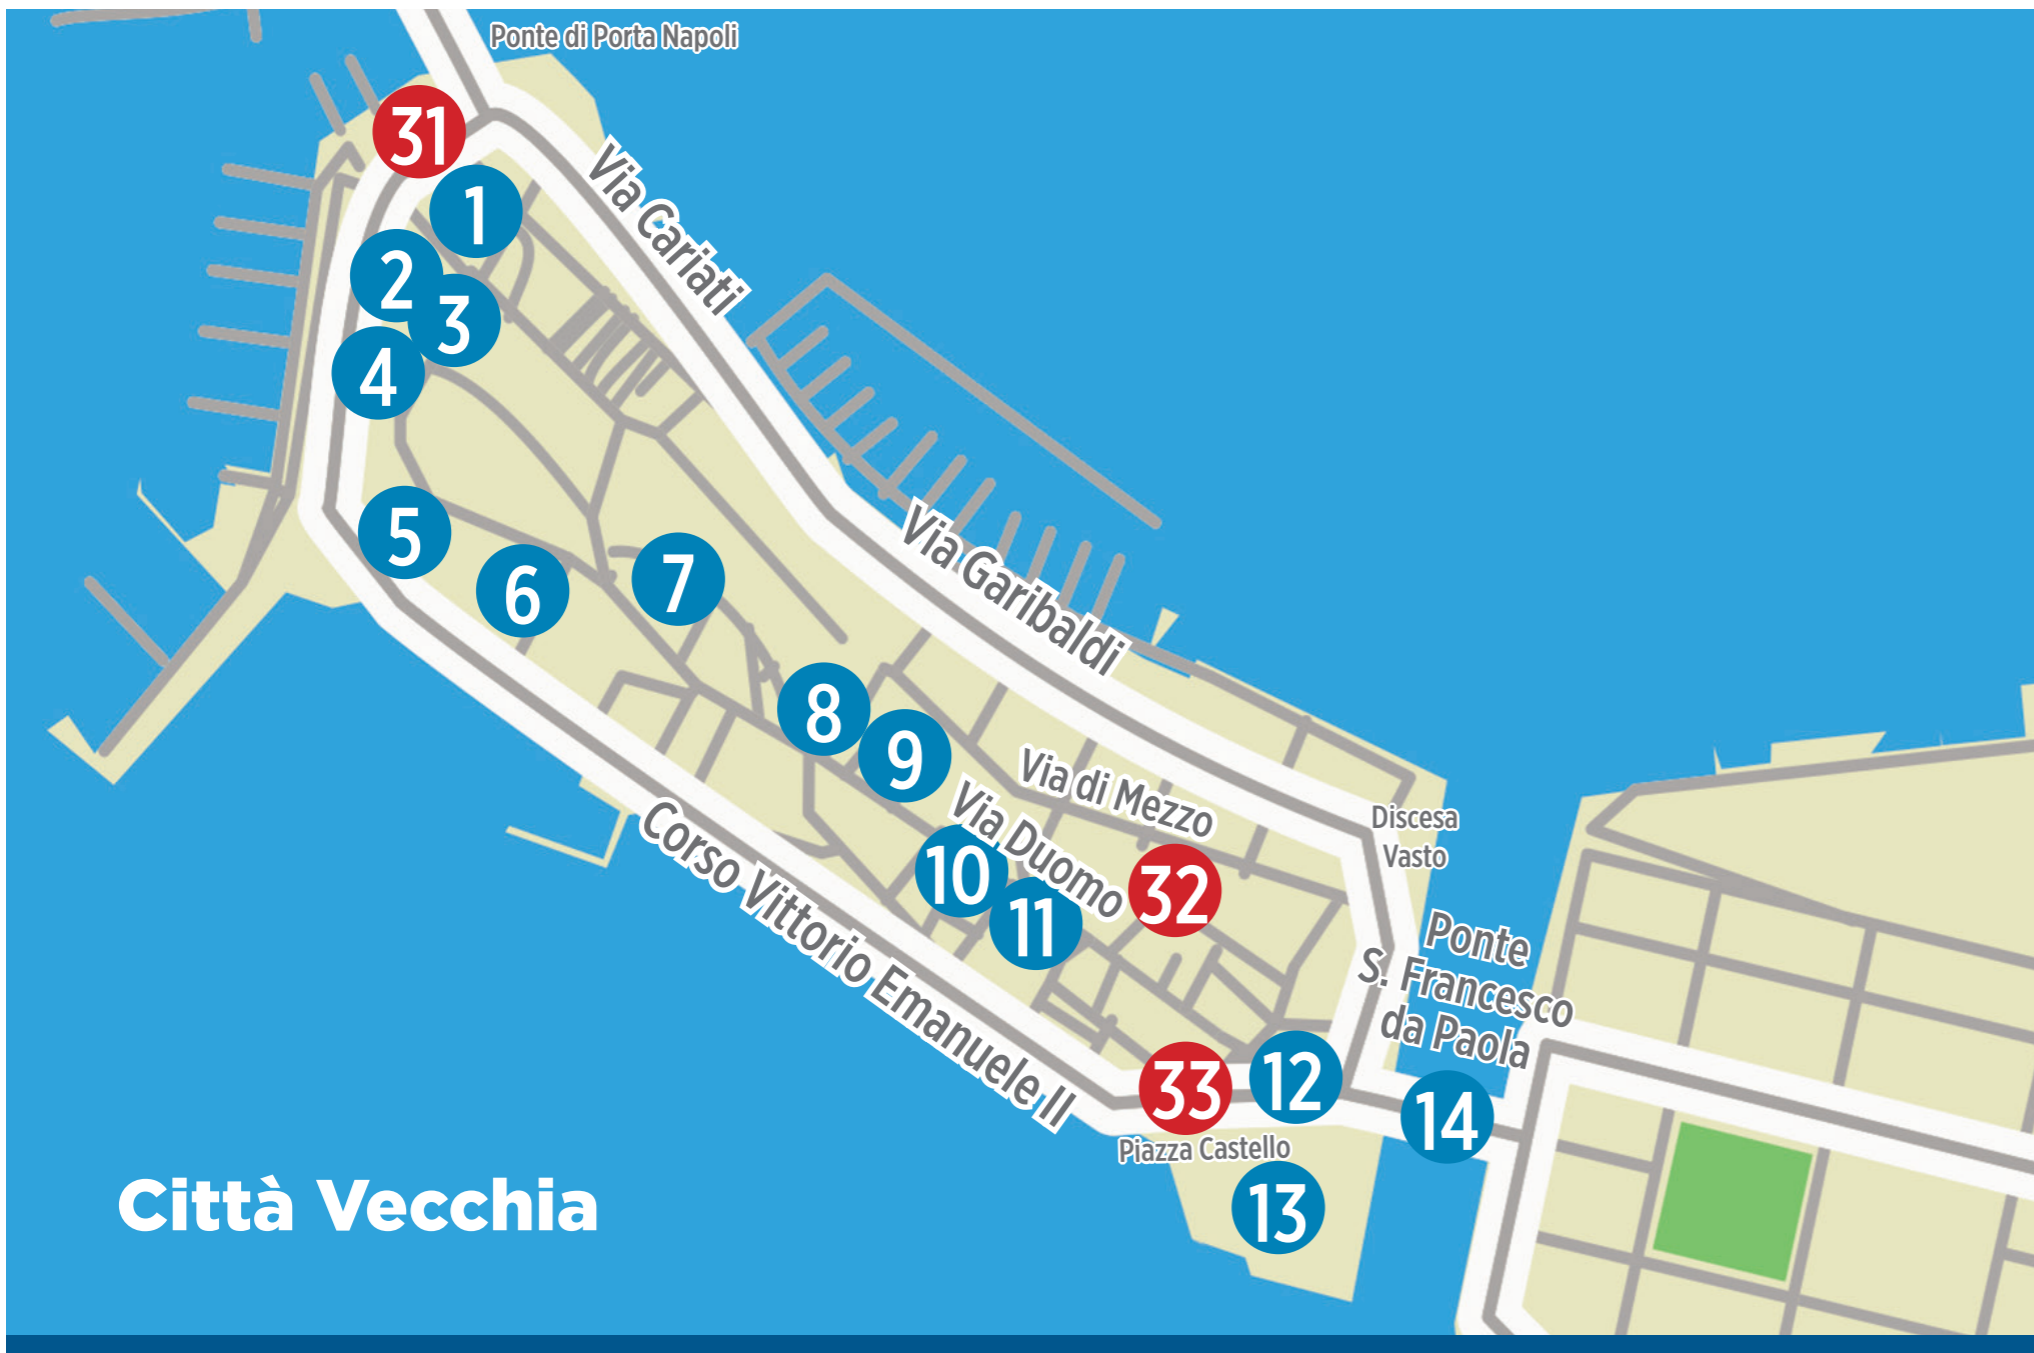 Ponte di Porta Napoli
31
1
Via Cariati
2
3
4
5
6
7
Via Garibaldi
8
9
Via di Mezzo
Via Duomo
Discesa
Vasto
10
11
32
Corso Vittorio Emanuele II
Ponte
S. Francesco
da Paola
33
12
14
Piazza Castello
13
Città Vecchia